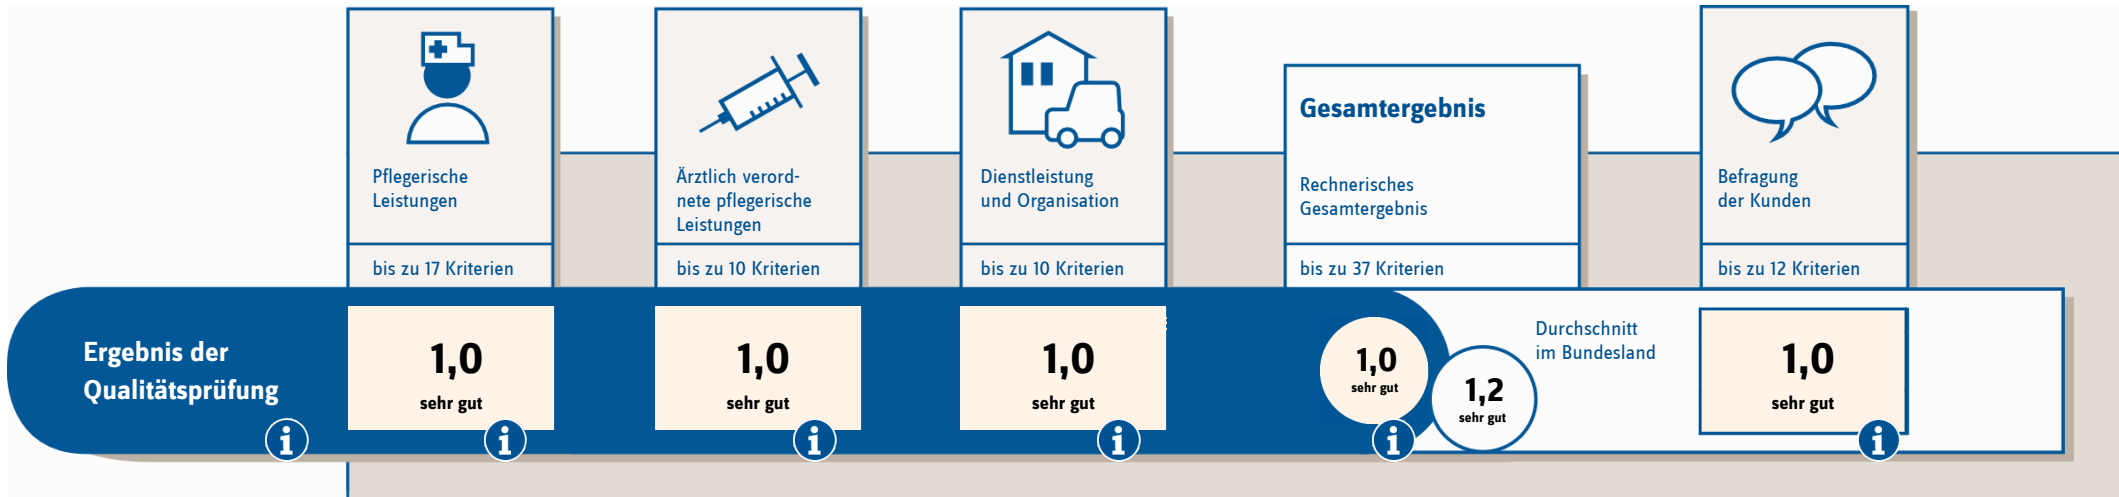 Pflegerische
Leistungen
bis zu 17 Kriterien
Ärztlich verord-
nete pflegerische
Leistungen
bis zu 10 Kriterien
Dienstleistung
und Organisation
bis zu 10 Kriterien
Gesamtergebnis
Rechnerisches
Gesamtergebnis
bis zu 37 Kriterien
Befragung
der Kunden
bis zu 12 Kriterien
Ergebnis der
Qualitätsprüfung
i
1,0
sehr gut
i
1,0
sehr gut
i
1,0
sehr gut
i
1,0
sehr gut
i
1,2
sehr gut
Durchschnitt
im Bundesland
1,0
sehr gut
i